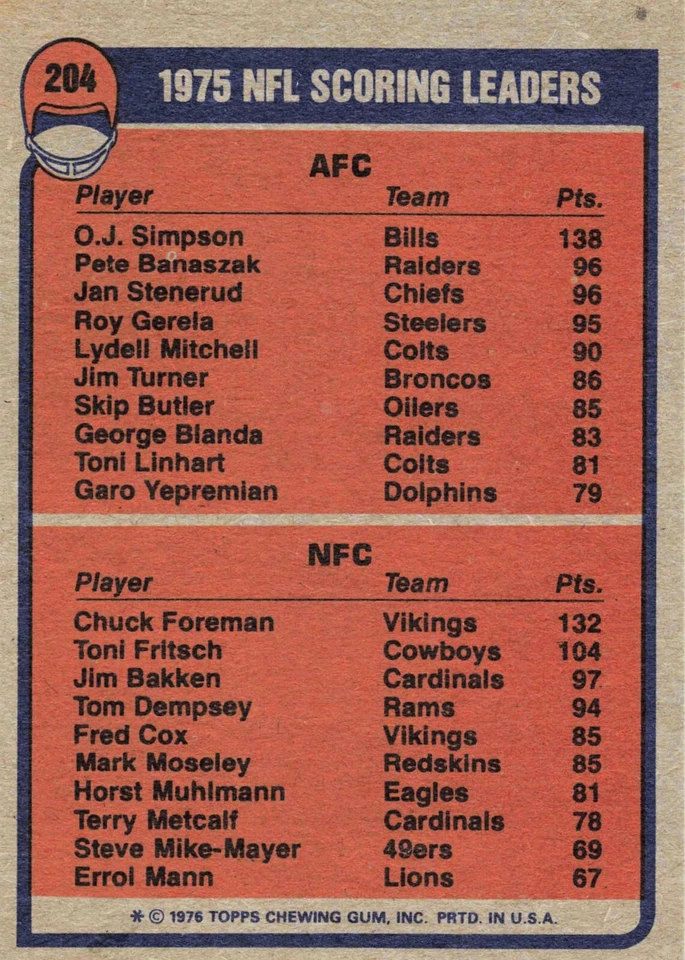 204
1975 NFL SCORING LEADERS
AFC
Player Team Pts.
O.J. Simpson Bills 138
Pete Banaszak Raiders 96
Jan Stenerud Chiefs 96
Roy Gerela Steelers 95
Lydell Mitchell Colts 90
Jim Turner Broncos 86
Skip Butler Oilers 85
George Blanda Raiders 83
Toni Linhart Colts 81
Garo Yepremian Dolphins 79
NFC
Player Team Pts.
Chuck Foreman Vikings 132
Toni Fritsch Cowboys 104
Jim Bakken Cardinals 97
Tom Dempsey Rams 94
Fred Cox Vikings 85
Mark Moseley Redskins 85
Horst Muhlmann Eagles 81
Terry Metcalf Cardinals 78
Steve Mike-Mayer 49ers 69
Errol Mann Lions 67
* © 1976 TOPPS CHEWING GUM, INC. PRTD. IN U.S.A.